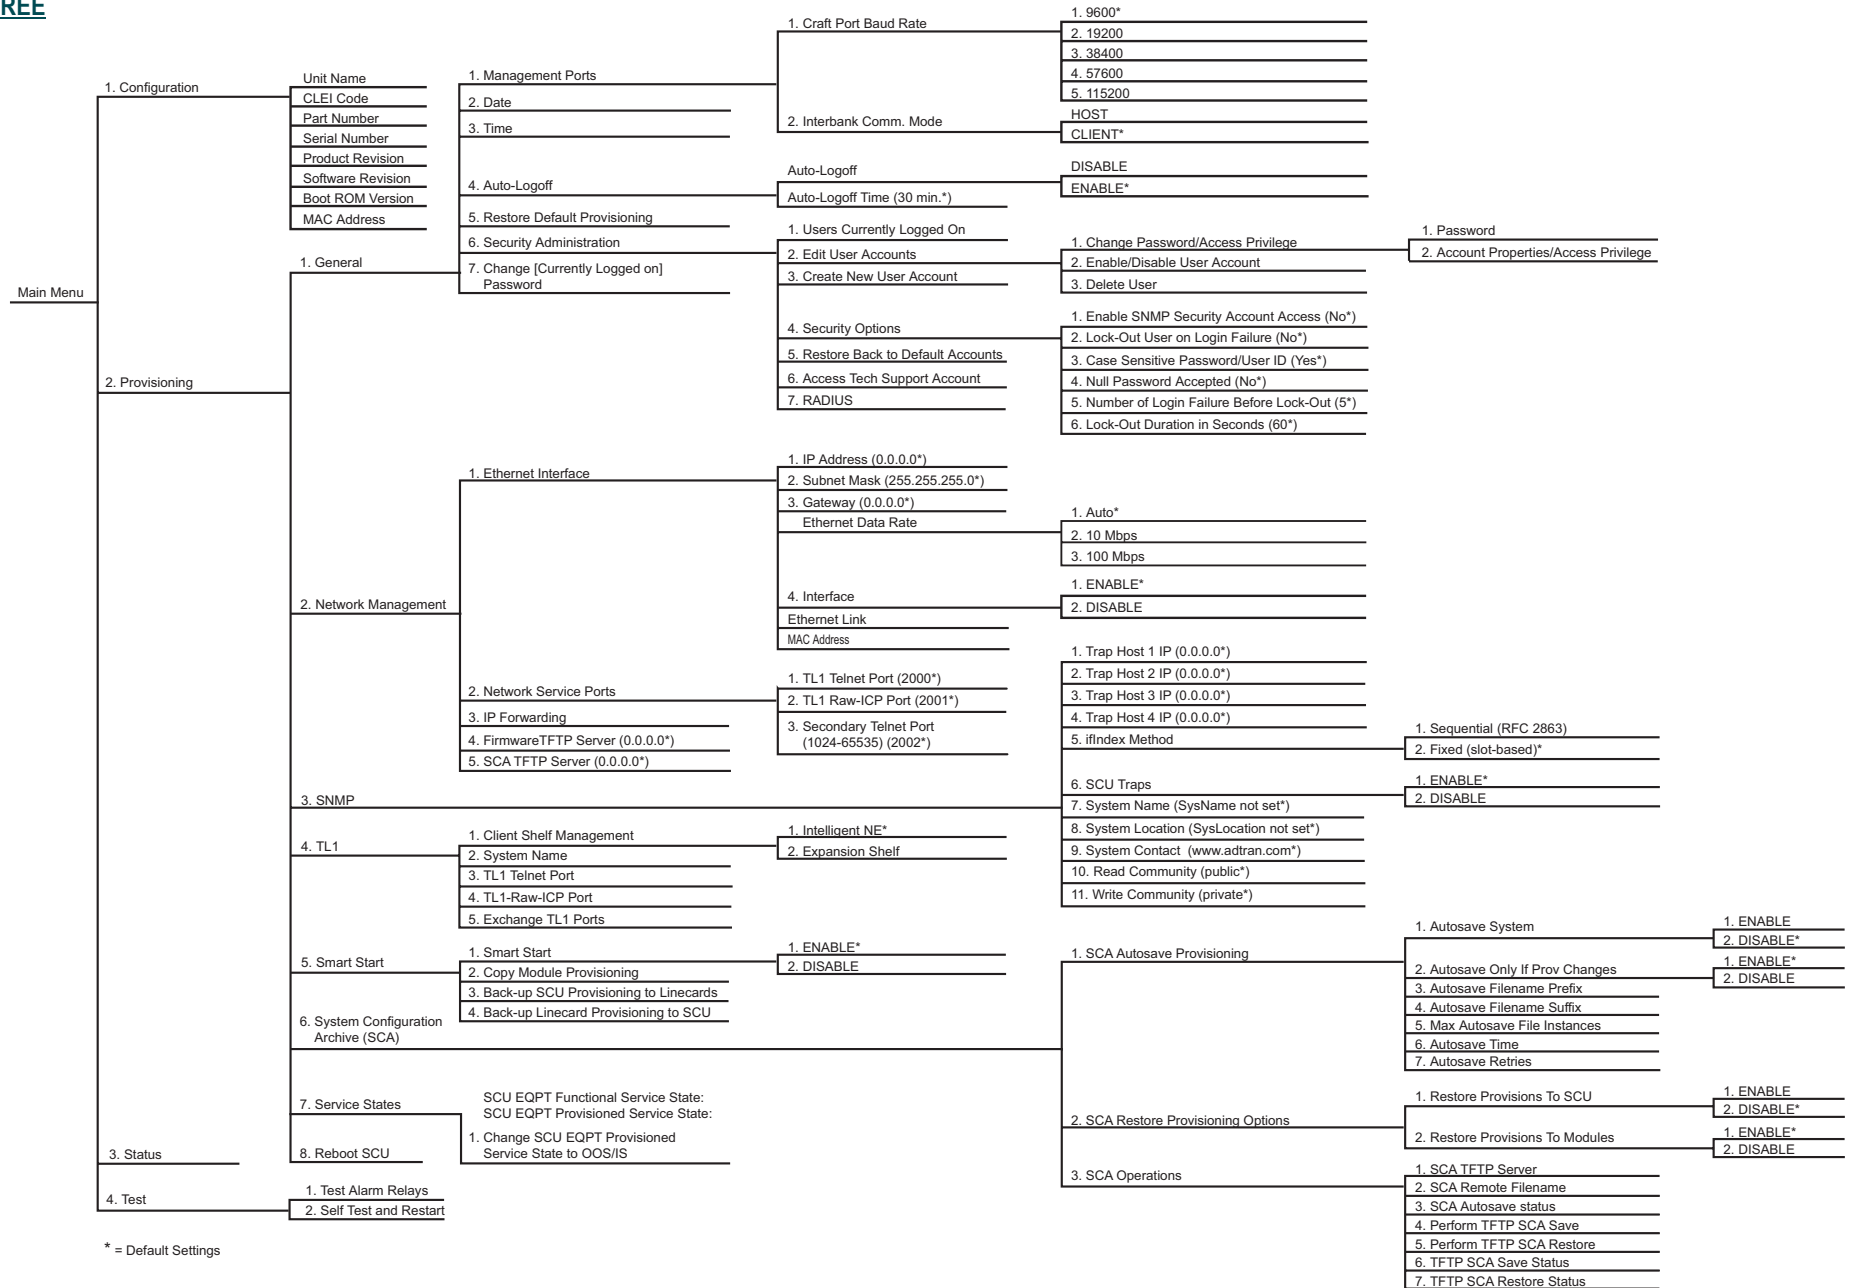 REE
Main Menu
1. Configuration
Unit Name
CLEI Code
Part Number
Serial Number
Product Revision
Software Revision
Boot ROM Version
MAC Address
2. Provisioning
1. General
1. Management Ports
1. Craft Port Baud Rate
1. 9600*
2. 19200
3. 38400
4. 57600
5. 115200
2. Interbank Comm. Mode
HOST
CLIENT*
2. Date
3. Time
4. Auto-Logoff
Auto-Logoff
DISABLE
ENABLE*
Auto-Logoff Time (30 min.*)
5. Restore Default Provisioning
6. Security Administration
1. Users Currently Logged On
2. Edit User Accounts
1. Change Password/Access Privilege
1. Password
2. Account Properties/Access Privilege
2. Enable/Disable User Account
3. Delete User
3. Create New User Account
4. Security Options
1. Enable SNMP Security Account Access (No*)
2. Lock-Out User on Login Failure (No*)
3. Case Sensitive Password/User ID (Yes*)
4. Null Password Accepted (No*)
5. Number of Login Failure Before Lock-Out (5*)
6. Lock-Out Duration in Seconds (60*)
5. Restore Back to Default Accounts
6. Access Tech Support Account
7. RADIUS
7. Change [Currently Logged on]
Password
2. Network Management
1. Ethernet Interface
1. IP Address (0.0.0.0*)
2. Subnet Mask (255.255.255.0*)
3. Gateway (0.0.0.0*)
Ethernet Data Rate
1. Auto*
2. 10 Mbps
3. 100 Mbps
4. Interface
1. ENABLE*
2. DISABLE
Ethernet Link
MAC Address
2. Network Service Ports
1. TL1 Telnet Port (2000*)
2. TL1 Raw-ICP Port (2001*)
3. Secondary Telnet Port
(1024-65535) (2002*)
3. IP Forwarding
4. FirmwareTFTP Server (0.0.0.0*)
5. SCA TFTP Server (0.0.0.0*)
3. SNMP
1. Trap Host 1 IP (0.0.0.0*)
2. Trap Host 2 IP (0.0.0.0*)
3. Trap Host 3 IP (0.0.0.0*)
4. Trap Host 4 IP (0.0.0.0*)
5. ifIndex Method
1. Sequential (RFC 2863)
2. Fixed (slot-based)*
6. SCU Traps
1. ENABLE*
2. DISABLE
7. System Name (SysName not set*)
8. System Location (SysLocation not set*)
9. System Contact (www.adtran.com*)
10. Read Community (public*)
11. Write Community (private*)
4. TL1
1. Client Shelf Management
1. Intelligent NE*
2. Expansion Shelf
2. System Name
3. TL1 Telnet Port
4. TL1-Raw-ICP Port
5. Exchange TL1 Ports
5. Smart Start
1. Smart Start
1. ENABLE*
2. DISABLE
2. Copy Module Provisioning
3. Back-up SCU Provisioning to Linecards
4. Back-up Linecard Provisioning to SCU
6. System Configuration
Archive (SCA)
1. SCA Autosave Provisioning
1. Autosave System
1. ENABLE
2. DISABLE*
2. Autosave Only If Prov Changes
1. ENABLE*
2. DISABLE
3. Autosave Filename Prefix
4. Autosave Filename Suffix
5. Max Autosave File Instances
6. Autosave Time
7. Autosave Retries
2. SCA Restore Provisioning Options
1. Restore Provisions To SCU
1. ENABLE
2. DISABLE*
2. Restore Provisions To Modules
1. ENABLE*
2. DISABLE
3. SCA Operations
1. SCA TFTP Server
2. SCA Remote Filename
3. SCA Autosave status
4. Perform TFTP SCA Save
5. Perform TFTP SCA Restore
6. TFTP SCA Save Status
7. TFTP SCA Restore Status
7. Service States
SCU EQPT Functional Service State:
SCU EQPT Provisioned Service State:
1. Change SCU EQPT Provisioned
Service State to OOS/IS
8. Reboot SCU
3. Status
4. Test
1. Test Alarm Relays
2. Self Test and Restart
* = Default Settings